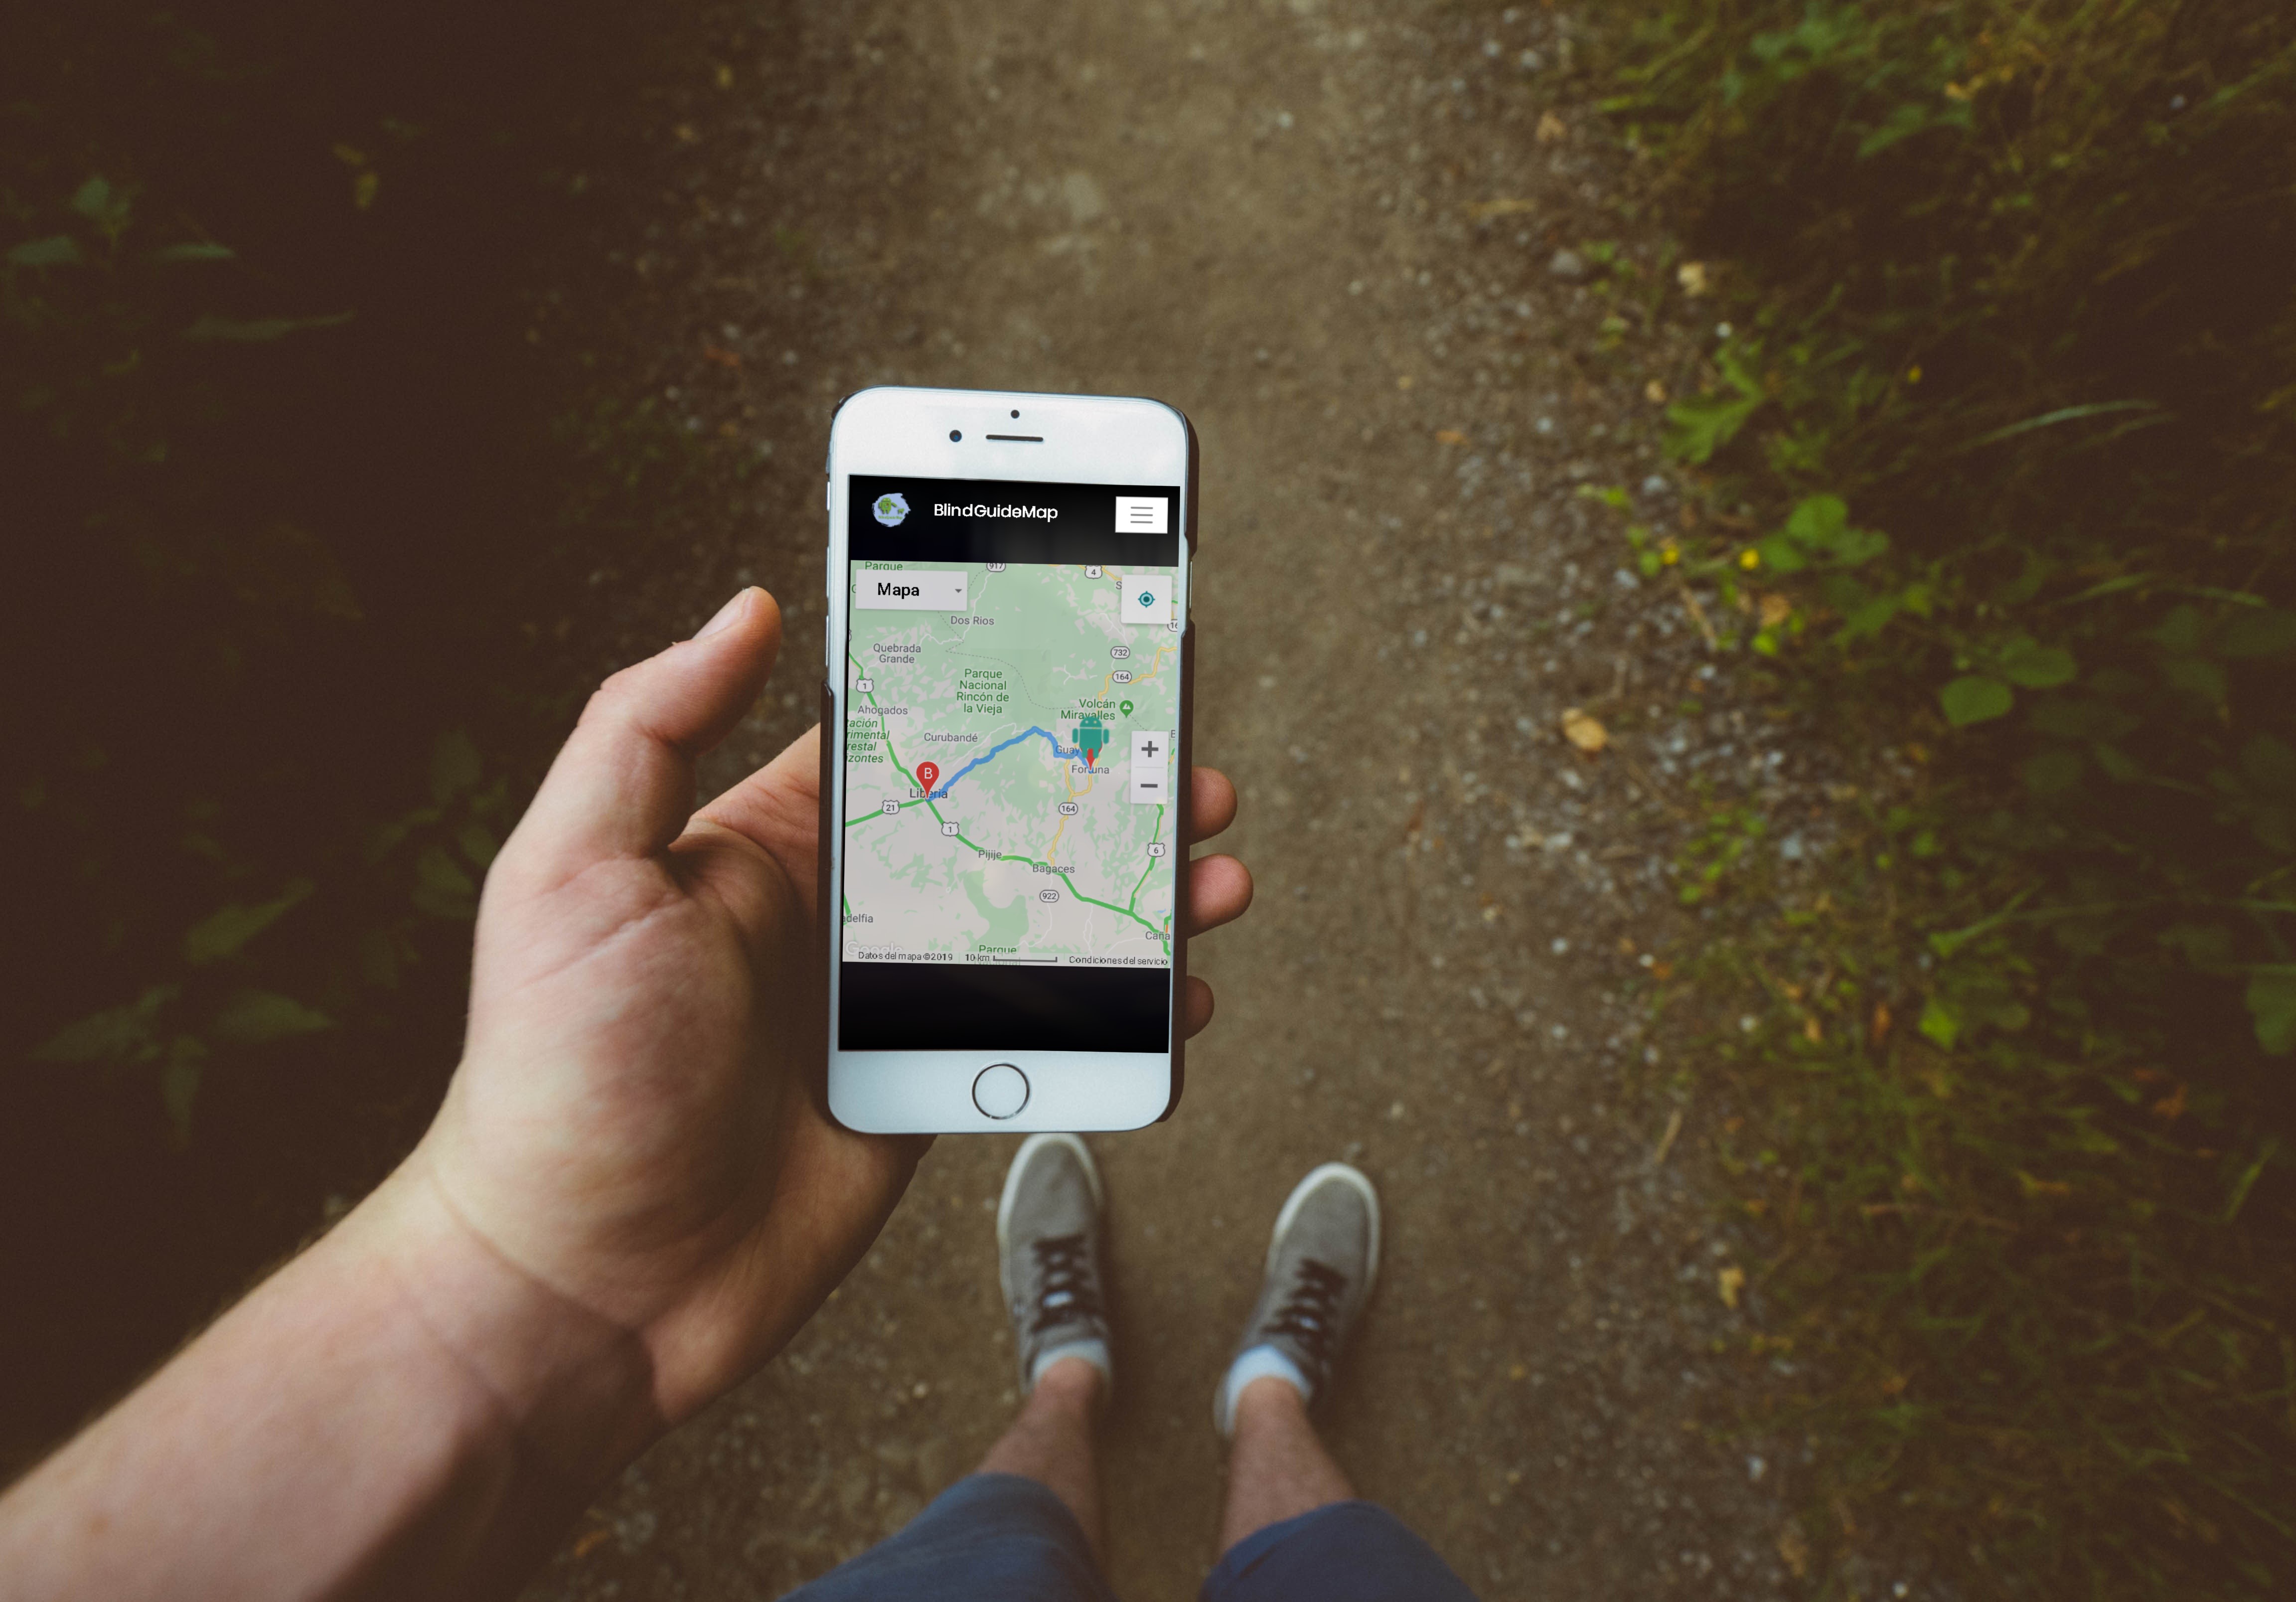 BlindGuideMap
Parque
917
4
Mapa
Dos Rios
Quebrada
Grande
732
164
1
Parque
Nacional
Rincón de
la Vieja
Volcán
Miravalles
Ahogados
Curubandé
ación
rimental
restal
zontes
Guay
Fortuna
B
Liberia
21
1
164
Pijije
Bagaces
6
922
adelfia
Caña
Google
Parque
Datos del mapa ©2019 10 km Condiciones del servicio